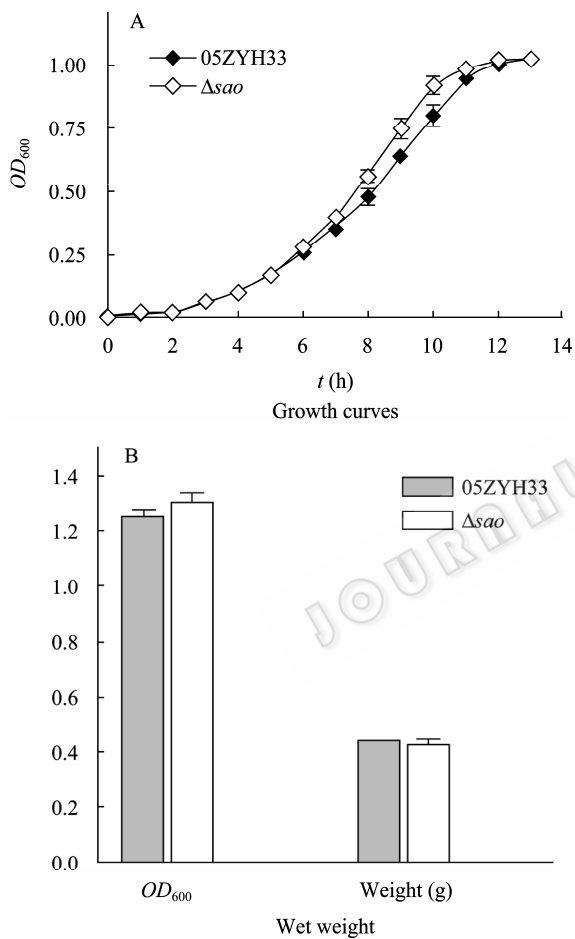 A
05ZYH33
Δsao
OD600
1.00
0.75
0.50
0.25
0.00
0 2 4 6 8 10 12 14
t (h)
Growth curves
B
05ZYH33
Δsao
1.4
1.2
1.0
0.8
0.6
0.4
0.2
0.0
OD600 Weight (g)
Wet weight